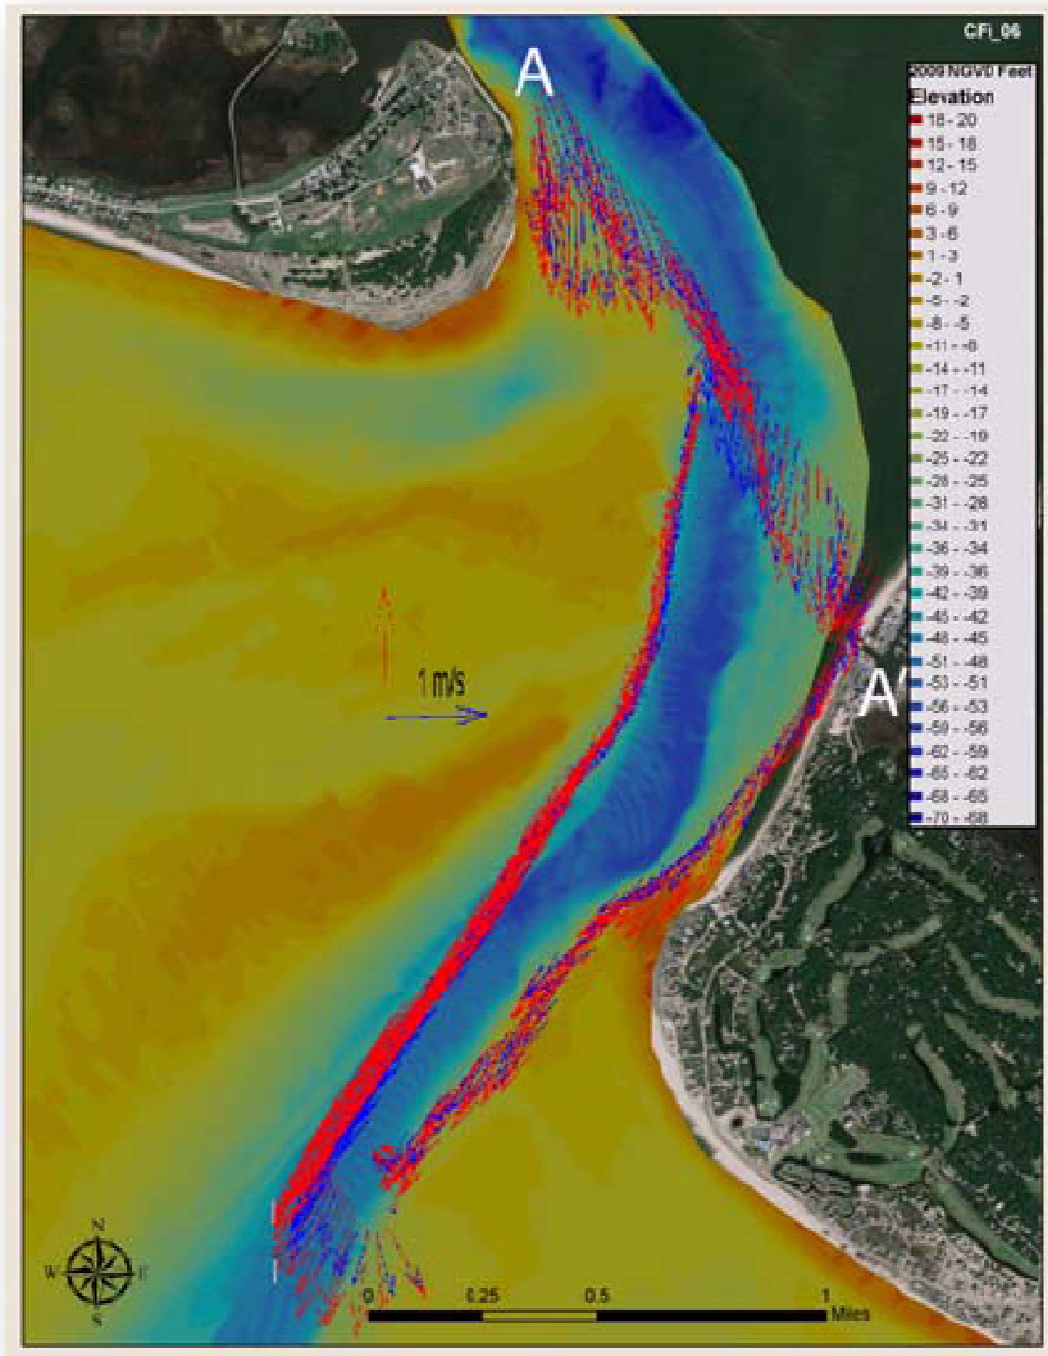 CFi_06
A
2009 NGVD Feet
Elevation
18 - 20
15 - 18
12 - 15
9 - 12
6 - 9
3 - 6
1 - 3
-2 - 1
-5 - -2
-8 - -5
-11 - -8
-14 - -11
-17 - -14
-19 - -17
-22 - -19
-25 - -22
-28 - -25
-31 - -28
-34 - -31
-36 - -34
-39 - -36
-42 - -39
-45 - -42
-48 - -45
-51 - -48
-53 - -51
-56 - -53
-59 - -56
-62 - -59
-65 - -62
-68 - -65
-70 - -68
1 m/s
A'
N
W E
S
0 0.25 0.5 1
Miles